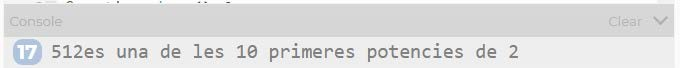 Console Clear
17 512es una de les 10 primeres potencies de 2